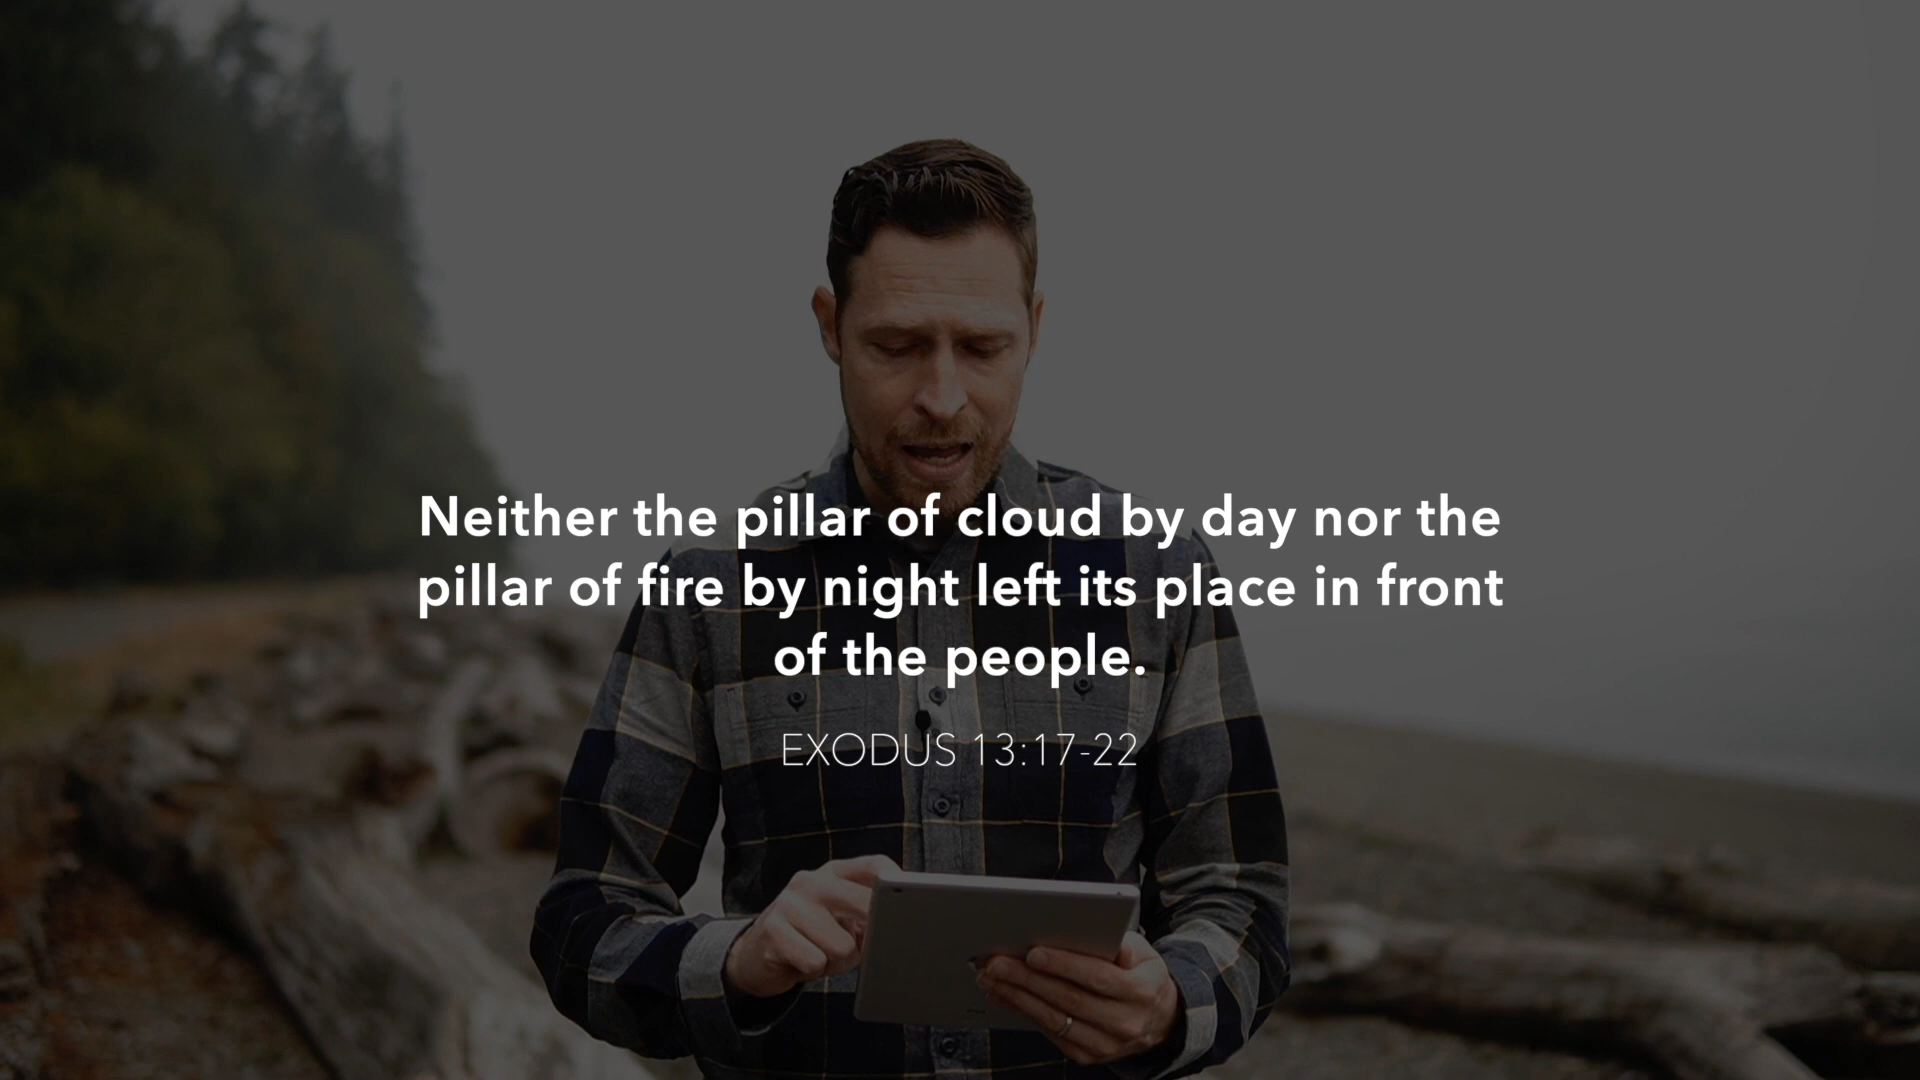 Neither the pillar of cloud by day nor the
pillar of fire by night left its place in front
of the people.
EXODUS 13:17-22